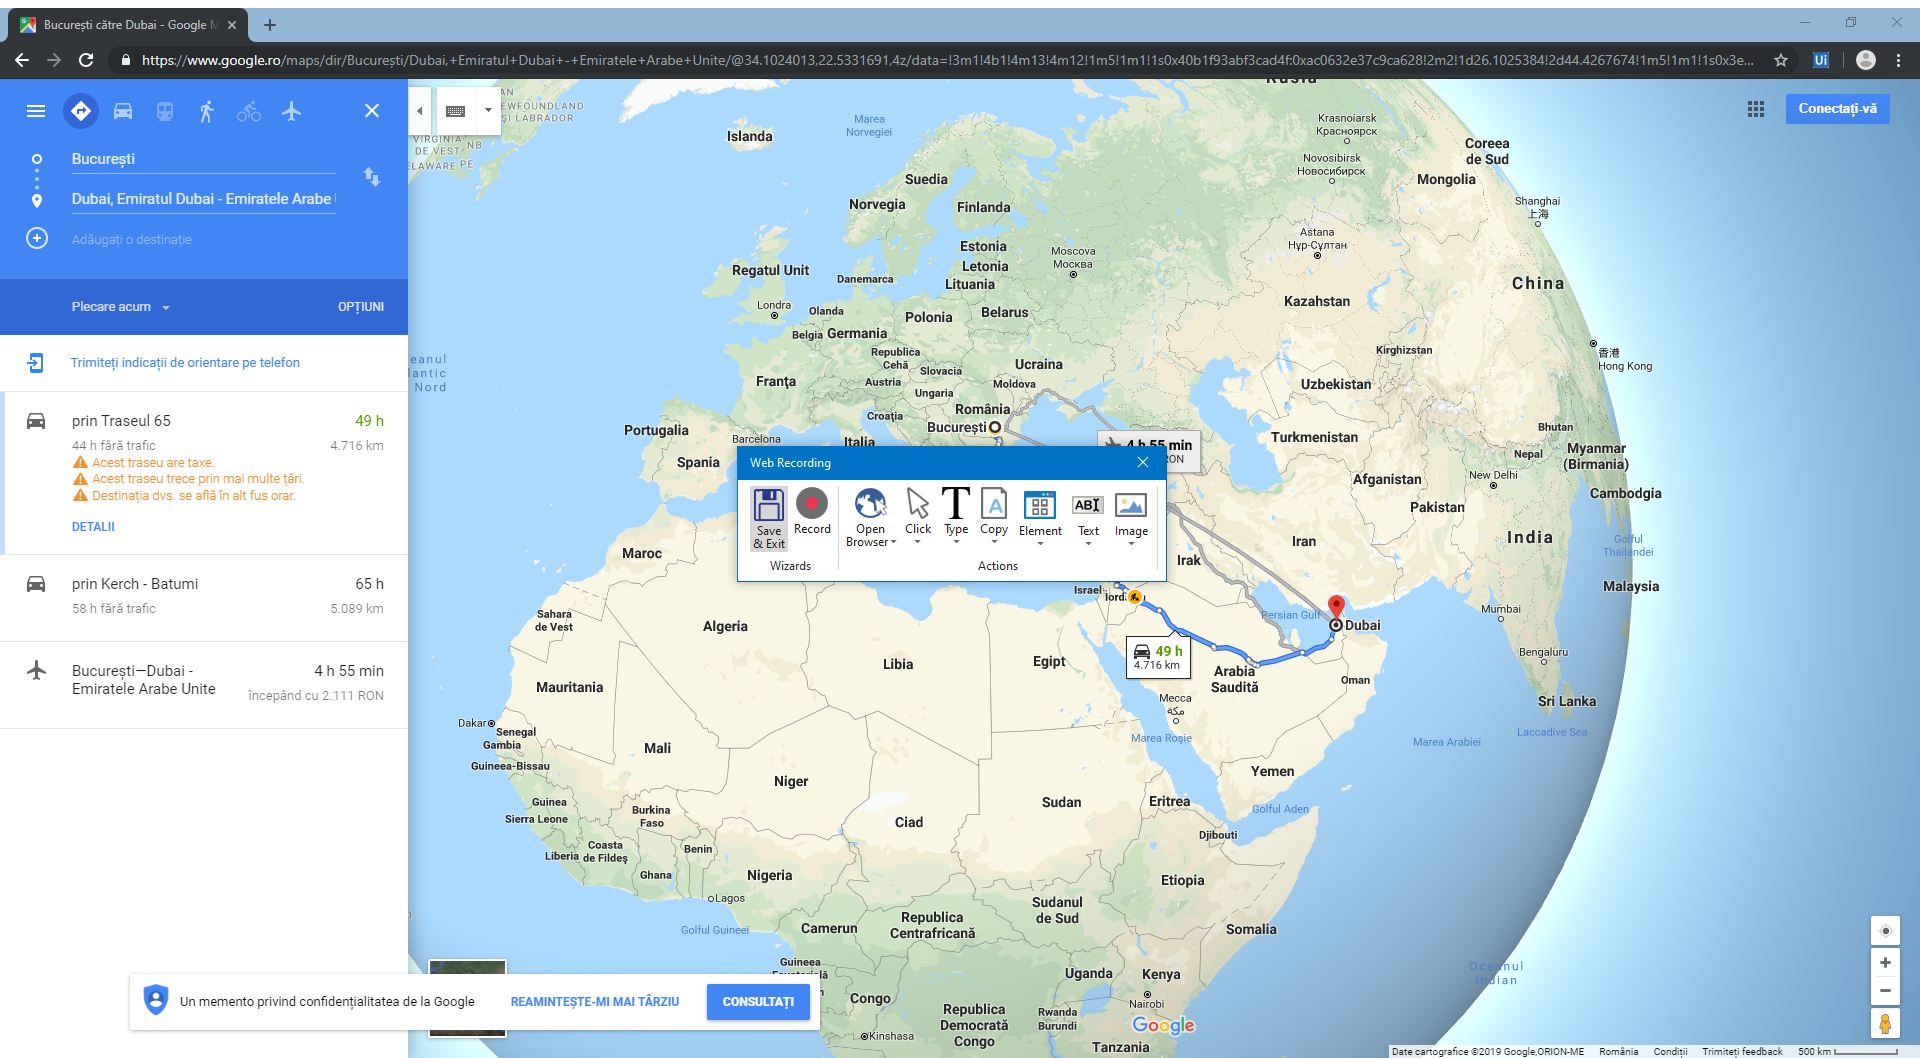 București către Dubai - Google M
https://www.google.ro/maps/dir/București/Dubai,+Emiratul+Dubai+-+Emiratele+Arabe+Unite/@34.1024013,22.5331691,4z/data=!3m1!4b1!4m13!4m12!1m5!1m1!1s0x40b1f93abf3cad4f:0xac0632e37c9ca628!2m2!1d26.1025384!2d44.4267674!1m5!1m1!1s0x3e...
Ui
București
Dubai, Emiratul Dubai - Emiratele Arabe
Adăugați o destinație
Plecare acum
OPȚIUNI
Trimiteți indicații de orientare pe telefon
prin Traseul 65
49 h
44 h fără trafic
4.716 km
Acest traseu are taxe.
Acest traseu trece prin mai multe țări.
Destinația dvs. se află în alt fus orar.
DETALII
prin Kerch - Batumi
65 h
58 h fără trafic
5.089 km
București—Dubai -
Emiratele Arabe Unite
4 h 55 min
începând cu 2.111 RON
Conectați-vă
Rusia
NEWFOUNDLAND
ȘI LABRADOR
VIRGINIA
DE VEST
NB
DELAWARE
PE
Islanda
Marea
Norvegiei
Krasnoiarsk
Красноярск
Novosibirsk
Новосибирск
Coreea
de Sud
Mongolia
Suedia
Norvegia
Finlanda
Shanghai
上海
Astana
Нұр-Сұлтан
Estonia
Letonia
Lituania
Moscova
Москва
Regatul Unit
Danemarca
China
Londra
Olanda
Polonia
Belarus
Kazahstan
Belgia
Germania
Kirghizstan
香港
Hong Kong
Republica
Cehă
Slovacia
Ucraina
Austria
Moldova
Franța
Ungaria
Uzbekistan
România
Croația
București
Portugalia
Barcelona
Italia
Spania
Turkmenistan
Bhutan
Nepal
Myanmar
(Birmania)
New Delhi
Afganistan
Cambodgia
Pakistan
4 h 55 min
RON
Web Recording
Save
& Exit
Record
Open
Browser
Click
Type
Copy
Element
Text
Image
Wizards
Actions
Maroc
Iran
India
Golful
Thailandei
Irak
Israel
Malaysia
Persian Gulf
Mumbai
Dubai
Sahara
de Vest
Algeria
Libia
Egipt
49 h
4.716 km
Arabia
Saudită
Oman
Bengaluru
Mauritania
Mecca
مكة
Sri Lanka
Dakar
Senegal
Gambia
Marea Roșie
Marea Arabiei
Laccadive Sea
Mali
Guineea-Bissau
Niger
Yemen
Guinea
Sierra Leone
Burkina
Faso
Ciad
Sudan
Eritrea
Golful Aden
Djibouti
Coasta
de Fildeș
Liberia
Benin
Ghana
Nigeria
Etiopia
Lagos
Republica
Centrafricană
Sudanul
de Sud
Golful Guineei
Camerun
Somalia
Guineea
Uganda
Kenya
Oceanul
Indian
Congo
Nairobi
Republica
Democrată
Congo
Rwanda
Burundi
Kinshasa
Tanzania
Un memento privind confidențialitatea de la Google
REAMINTEȘTE-MI MAI TÂRZIU
CONSULTAȚI
Google
Date cartografice ©2019 Google,ORION-ME
România
Condiții
Trimiteți feedback
500 km